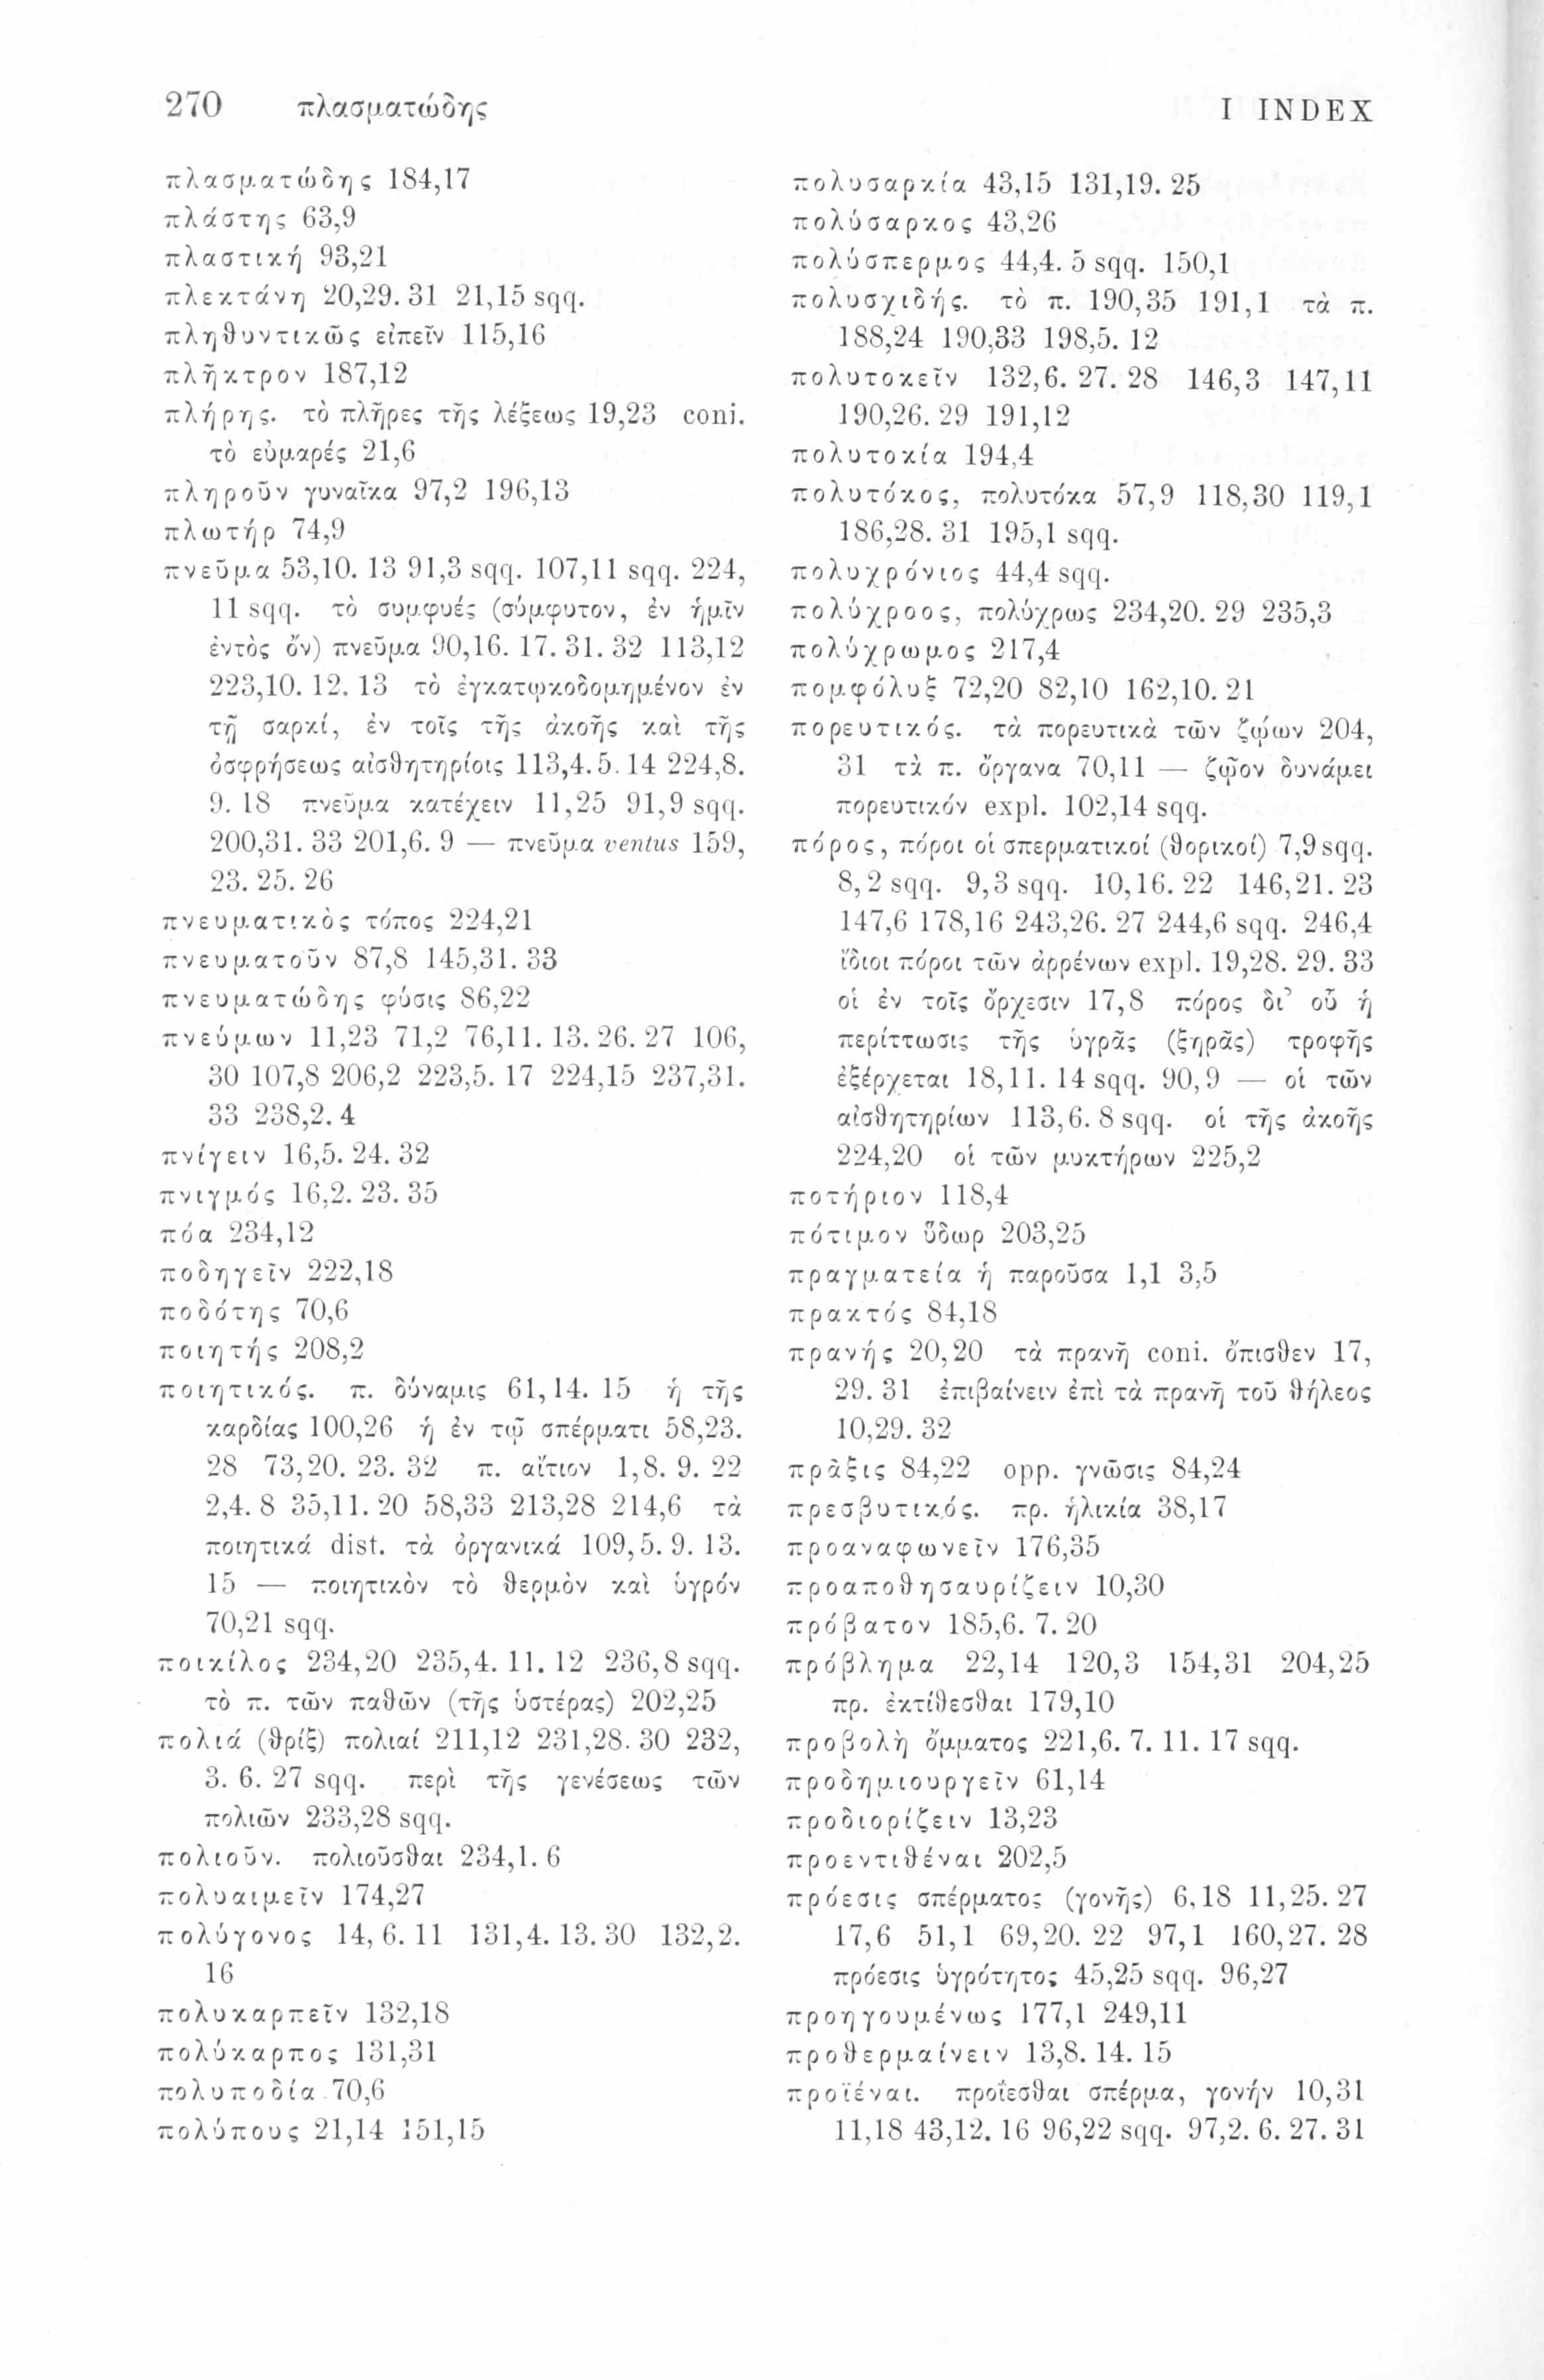 270 πλασματώδης I INDEX
πλασματώδης 184,17
πλάστης 63,9
πλαστική 93,21
πλεκτάνη 20,29. 31 21,15 sqq.
πληθυντικῶς εἰπεῖν 115,16
πλῆκτρον 187,12
πλήρης. τὸ πλῆρες τῆς λέξεως 19,23 coni.
τὸ εὐμαρές 21,6
πληροῦν γυναῖκα 97,2 196,13
πλωτήρ 74,9
πνεῦμα 53,10. 13 91,3 sqq. 107,11 sqq. 224,
11 sqq. τὸ συμφυές (σύμφυτον, ἐν ἡμῖν
ἐντὸς ὄν) πνεῦμα 90,16. 17. 31. 32 113,12
223,10. 12. 13 τὸ ἐγκατῳκοδομημένον ἐν
τῇ σαρκί, ἐν τοῖς τῆς ἀκοῆς καὶ τῆς
ὀσφρήσεως αἰσθητηρίοις 113,4. 5. 14 224,8.
9. 18 πνεῦμα κατέχειν 11,25 91,9 sqq.
200,31. 33 201,6. 9 — πνεῦμα ventus 159,
23. 25. 26
πνευματικὸς τόπος 224,21
πνευματοῦν 87,8 145,31. 33
πνευματώδης φύσις 86,22
πνεύμων 11,23 71,2 76,11. 13. 26. 27 106,
30 107,8 206,2 223,5. 17 224,15 237,31.
33 238,2. 4
πνίγειν 16,5. 24. 32
πνιγμός 16,2. 23. 35
πόα 234,12
ποδηγεῖν 222,18
ποδότης 70,6
ποιητής 208,2
ποιητικός. π. δύναμις 61,14. 15 ἡ τῆς
καρδίας 100,26 ἡ ἐν τῷ σπέρματι 58,23.
28 73,20. 23. 32 π. αἴτιον 1,8. 9. 22
2,4. 8 35,11. 20 58,33 213,28 214,6 τὰ
ποιητικά dist. τὰ ὀργανικά 109,5. 9. 13.
15 — ποιητικὸν τὸ θερμὸν καὶ ὑγρόν
70,21 sqq.
ποικίλος 234,20 235,4. 11. 12 236,8 sqq.
τὸ π. τῶν παθῶν (τῆς ὑστέρας) 202,25
πολιά (θρίξ) πολιαί 211,12 231,28. 30 232,
3. 6. 27 sqq. περὶ τῆς γενέσεως τῶν
πολιῶν 233,28 sqq.
πολιοῦν. πολιοῦσθαι 234,1. 6
πολυαιμεῖν 174,27
πολύγονος 14,6. 11 131,4. 13. 30 132,2.
16
πολυκαρπεῖν 132,18
πολύκαρπος 131,31
πολυποδία 70,6
πολύπους 21,14 151,15
πολυσαρκία 43,15 131,19. 25
πολύσαρκος 43,26
πολύσπερμος 44,4. 5 sqq. 150,1
πολυσχιδής. τὸ π. 190,35 191,1 τὰ π.
188,24 190,33 198,5. 12
πολυτοκεῖν 132,6. 27. 28 146,3 147,11
190,26. 29 191,12
πολυτοκία 194,4
πολυτόκος, πολυτόκα 57,9 118,30 119,1
186,28. 31 195,1 sqq.
πολυχρόνιος 44,4 sqq.
πολύχροος, πολύχρως 234,20. 29 235,3
πολύχρωμος 217,4
πομφόλυξ 72,20 82,10 162,10. 21
πορευτικός. τὰ πορευτικὰ τῶν ζῴων 204,
31 τὰ π. ὄργανα 70,11 — ζῷον δυνάμει
πορευτικόν expl. 102,14 sqq.
πόρος, πόροι οἱ σπερματικοί (θορικοί) 7,9 sqq.
8,2 sqq. 9,3 sqq. 10,16. 22 146,21. 23
147,6 178,16 243,26. 27 244,6 sqq. 246,4
ἴδιοι πόροι τῶν ἀρρένων expl. 19,28. 29. 33
οἱ ἐν τοῖς ὄρχεσιν 17,8 πόρος δι’ οὗ ἡ
περίττωσις τῆς ὑγρᾶς (ξηρᾶς) τροφῆς
ἐξέρχεται 18,11. 14 sqq. 90,9 — οἱ τῶν
αἰσθητηρίων 113,6. 8 sqq. οἱ τῆς ἀκοῆς
224,20 οἱ τῶν μυκτήρων 225,2
ποτήριον 118,4
πότιμον ὕδωρ 203,25
πραγματεία ἡ παροῦσα 1,1 3,5
πρακτός 84,18
πρανής 20,20 τὰ πρανῆ coni. ὄπισθεν 17,
29. 31 ἐπιβαίνειν ἐπὶ τὰ πρανῆ τοῦ θήλεος
10,29. 32
πρᾶξις 84,22 opp. γνῶσις 84,24
πρεσβυτικός. πρ. ἡλικία 38,17
προαναφωνεῖν 176,35
προαποθησαυρίζειν 10,30
πρόβατον 185,6. 7. 20
πρόβλημα 22,14 120,3 154,31 204,25
πρ. ἐκτίθεσθαι 179,10
προβολὴ ὄμματος 221,6. 7. 11. 17 sqq.
προδημιουργεῖν 61,14
προδιορίζειν 13,23
προεντιθέναι 202,5
πρόεσις σπέρματος (γονῆς) 6,18 11,25. 27
17,6 51,1 69,20. 22 97,1 160,27. 28
πρόεσις ὑγρότητος 45,25 sqq. 96,27
προηγουμένως 177,1 249,11
προθερμαίνειν 13,8. 14. 15
προϊέναι. προΐεσθαι σπέρμα, γονήν 10,31
11,18 43,12. 16 96,22 sqq. 97,2. 6. 27. 31